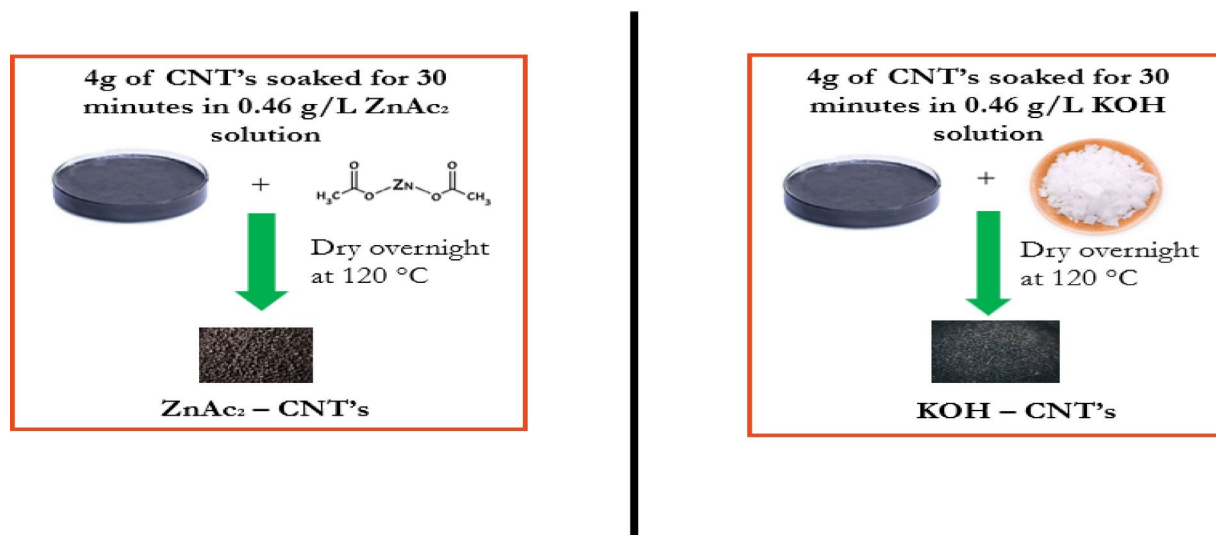 4g of CNT's soaked for 30
minutes in 0.46 g/L ZnAc₂
solution
+
O
O
H₃C
O
ZN
O
CH₃
Dry overnight
at 120 °C
ZnAc₂ – CNT's
4g of CNT's soaked for 30
minutes in 0.46 g/L KOH
solution
+
Dry overnight
at 120 °C
KOH – CNT's